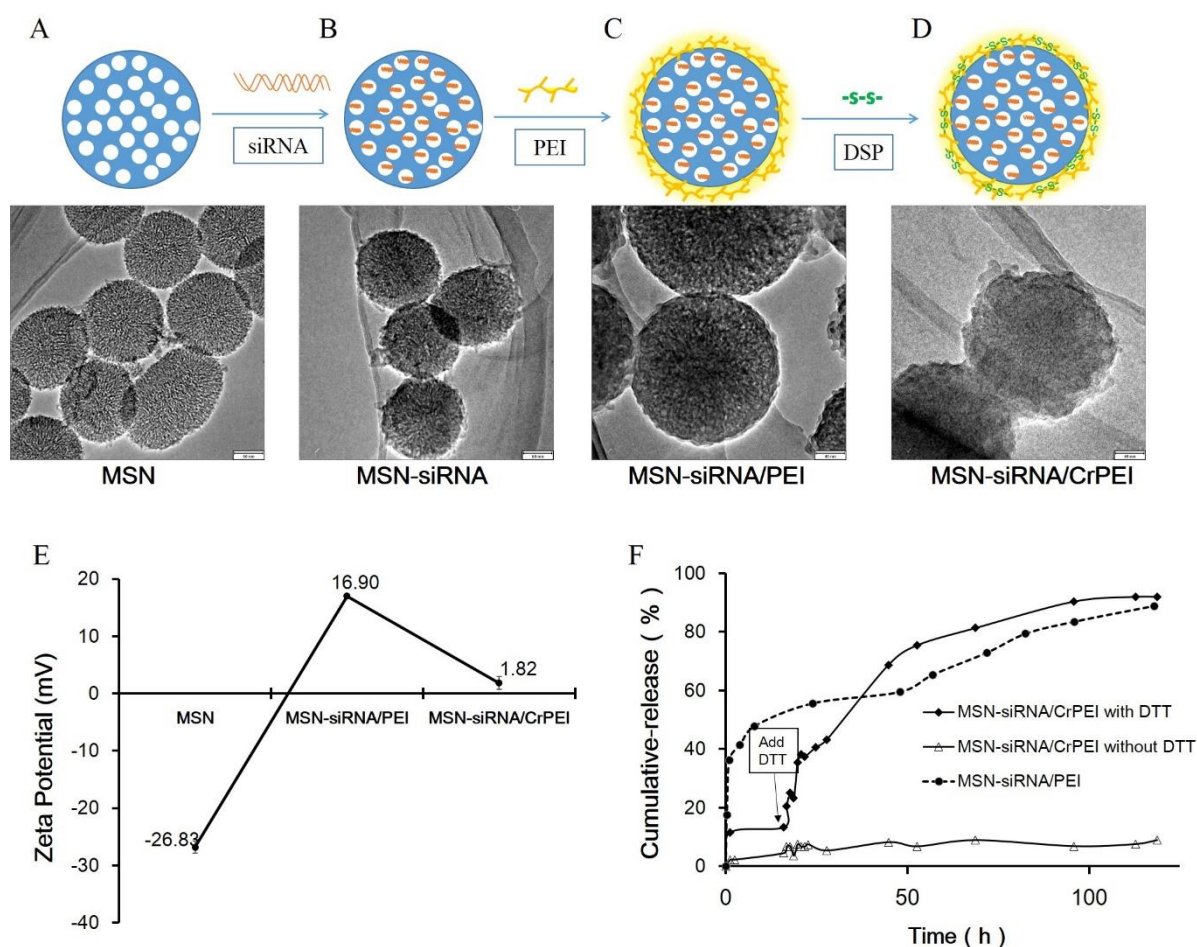 A
B
C
D
siRNA
PEI
-S-S-
DSP
MSN
MSN-siRNA
MSN-siRNA/PEI
MSN-siRNA/CrPEI
E
20
10
0
-10
-20
-30
-40
Zeta Potential (mV)
16.90
1.82
-26.83
MSN
MSN-siRNA/PEI
MSN-siRNA/CrPEI
F
100
80
60
40
20
0
Cumulative-release ( % )
Add
DTT
MSN-siRNA/CrPEI with DTT
MSN-siRNA/CrPEI without DTT
MSN-siRNA/PEI
0
50
100
Time ( h )